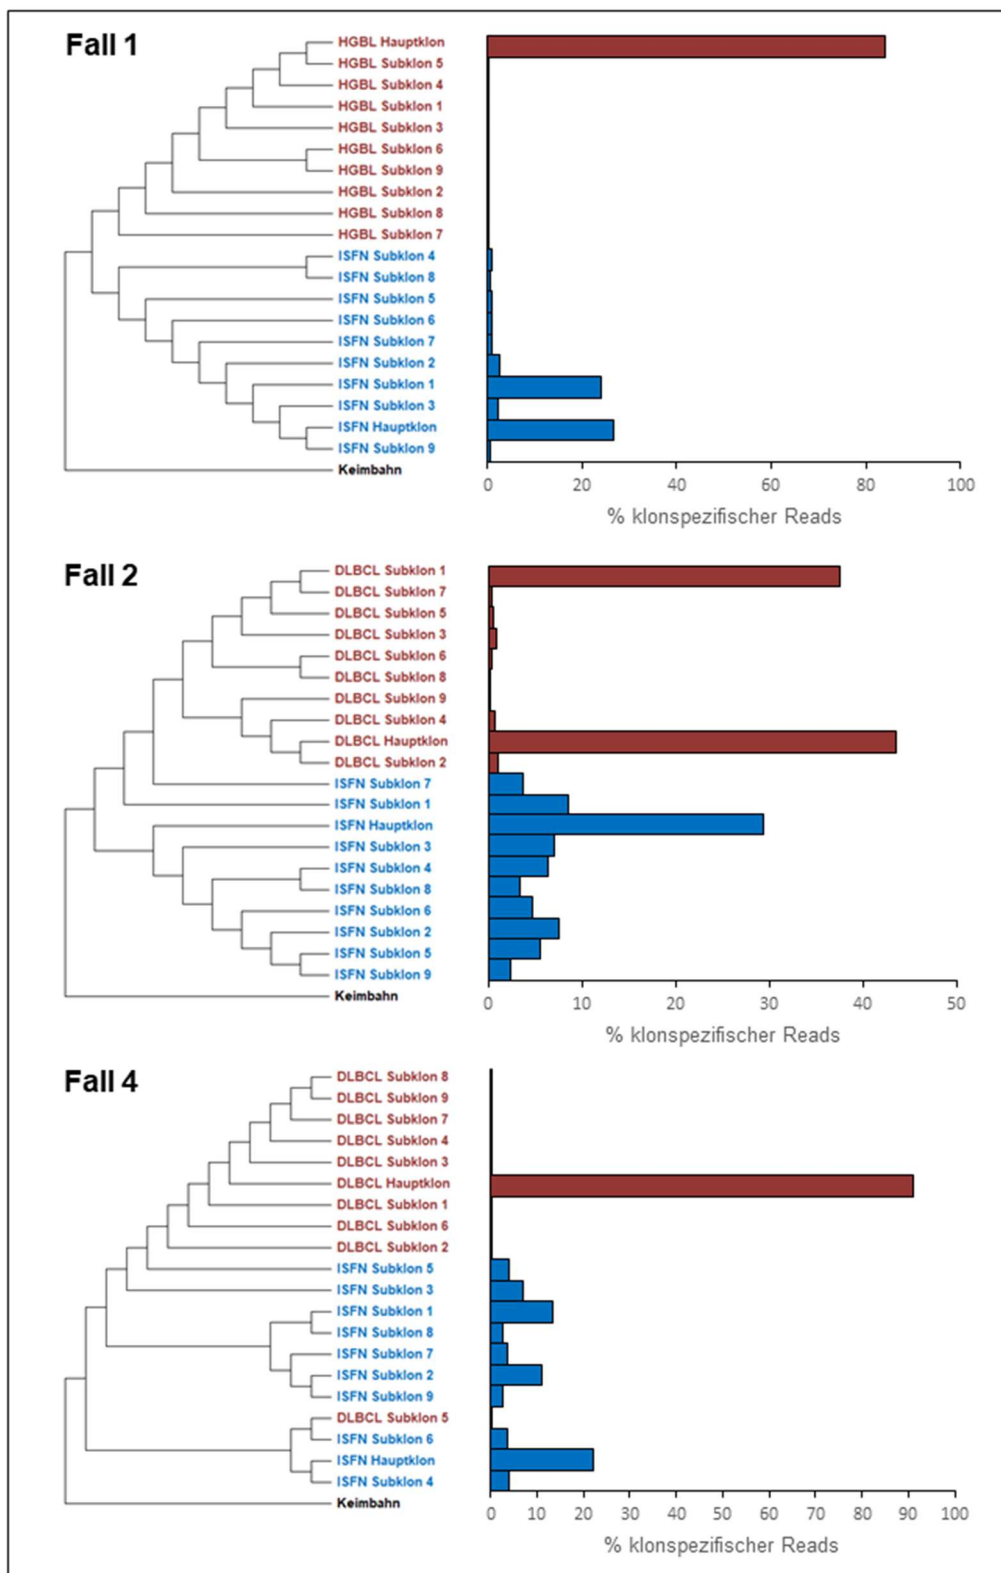 Fall 1
HGBL Hauptklon
HGBL Subklon 5
HGBL Subklon 4
HGBL Subklon 1
HGBL Subklon 3
HGBL Subklon 6
HGBL Subklon 9
HGBL Subklon 2
HGBL Subklon 8
HGBL Subklon 7
ISFN Subklon 4
ISFN Subklon 8
ISFN Subklon 5
ISFN Subklon 6
ISFN Subklon 7
ISFN Subklon 2
ISFN Subklon 1
ISFN Subklon 3
ISFN Hauptklon
ISFN Subklon 9
Keimbahn
0 20 40 60 80 100
% klonspezifischer Reads
Fall 2
DLBCL Subklon 1
DLBCL Subklon 7
DLBCL Subklon 5
DLBCL Subklon 3
DLBCL Subklon 6
DLBCL Subklon 8
DLBCL Subklon 9
DLBCL Subklon 4
DLBCL Hauptklon
DLBCL Subklon 2
ISFN Subklon 7
ISFN Subklon 1
ISFN Hauptklon
ISFN Subklon 3
ISFN Subklon 4
ISFN Subklon 8
ISFN Subklon 6
ISFN Subklon 2
ISFN Subklon 5
ISFN Subklon 9
Keimbahn
0 10 20 30 40 50
% klonspezifischer Reads
Fall 4
DLBCL Subklon 8
DLBCL Subklon 9
DLBCL Subklon 7
DLBCL Subklon 4
DLBCL Subklon 3
DLBCL Hauptklon
DLBCL Subklon 1
DLBCL Subklon 6
DLBCL Subklon 2
ISFN Subklon 5
ISFN Subklon 3
ISFN Subklon 1
ISFN Subklon 8
ISFN Subklon 7
ISFN Subklon 2
ISFN Subklon 9
DLBCL Subklon 5
ISFN Subklon 6
ISFN Hauptklon
ISFN Subklon 4
Keimbahn
0 10 20 30 40 50 60 70 80 90 100
% klonspezifischer Reads